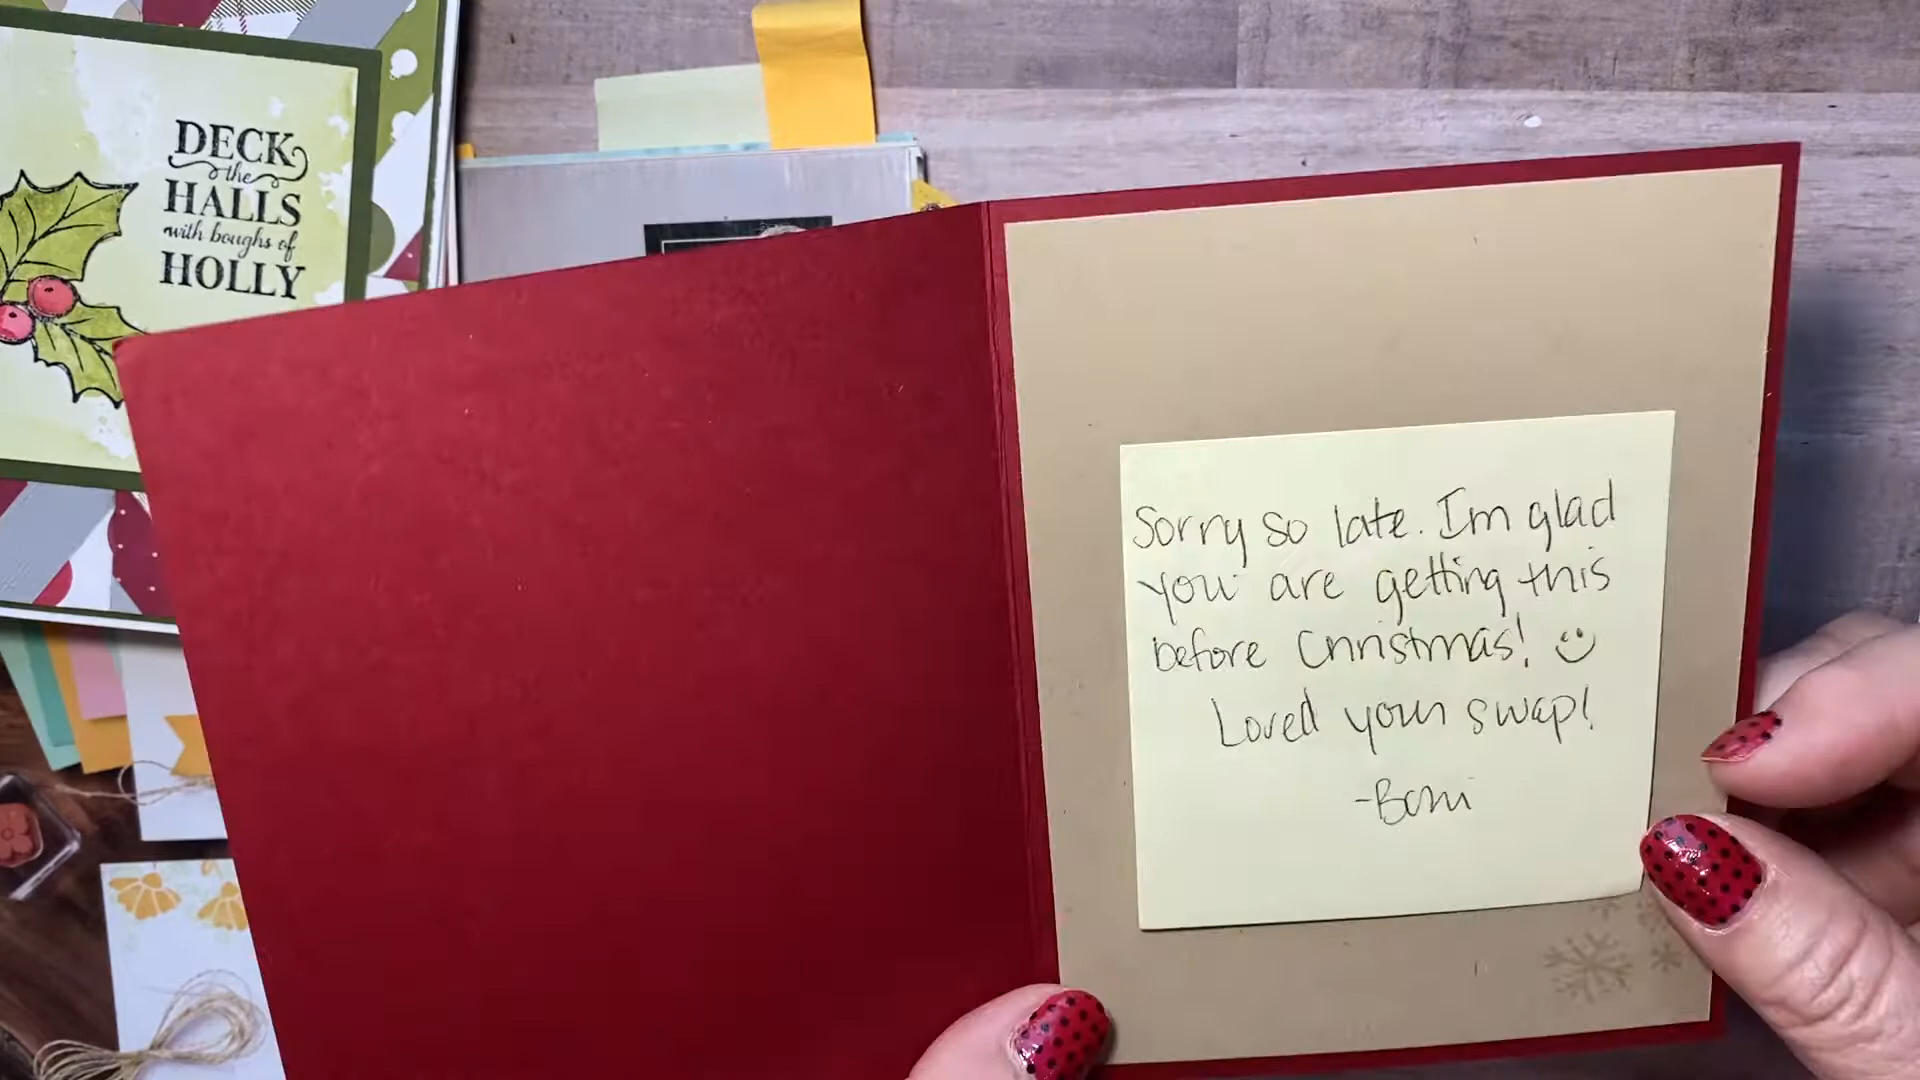 DECK
the
HALLS
with boughs of
HOLLY
Sorry so late. I'm glad
you are getting this
before Christmas! :)
Loved your swap!
-Boni